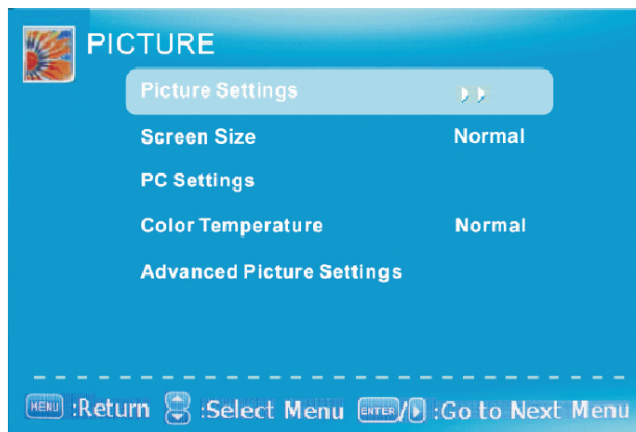 PICTURE
Picture Settings
Screen Size Normal
PC Settings
Color Temperature Normal
Advanced Picture Settings
MENU :Return :Select Menu ENTER/ :Go to Next Menu